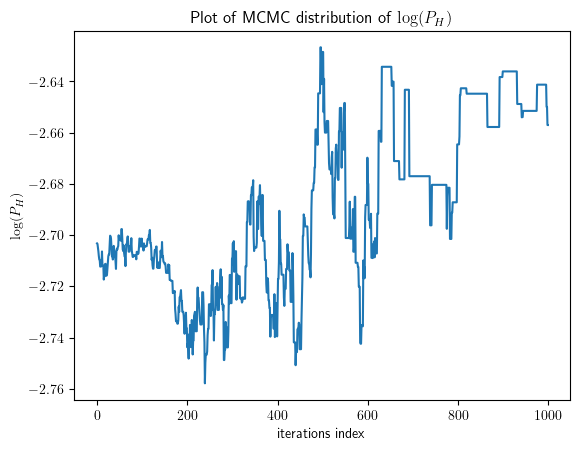 Plot of MCMC distribution of log(P_H)
log(P_H)
−2.64
−2.66
−2.68
−2.70
−2.72
−2.74
−2.76
0 200 400 600 800 1000
iterations index